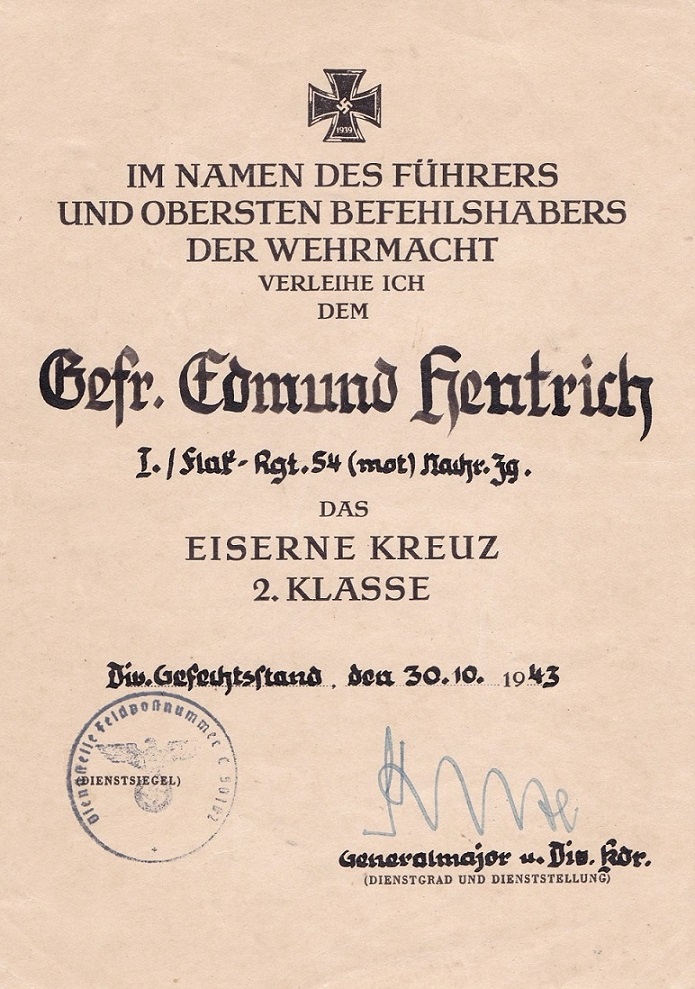 1939
IM NAMEN DES FÜHRERS
UND OBERSTEN BEFEHLSHABERS
DER WEHRMACHT
VERLEIHE ICH
DEM
Gefr. Edmund Hentrich
I./Flak-Rgt.54 (mot) Nachr.Zg.
DAS
EISERNE KREUZ
2. KLASSE
Div.Gefechtsstand, den 30.10. 1943
Dienststelle Feldpostnummer
(DIENSTSIEGEL)
Generalmajor u. Div. Kdr.
(DIENSTGRAD UND DIENSTSTELLUNG)